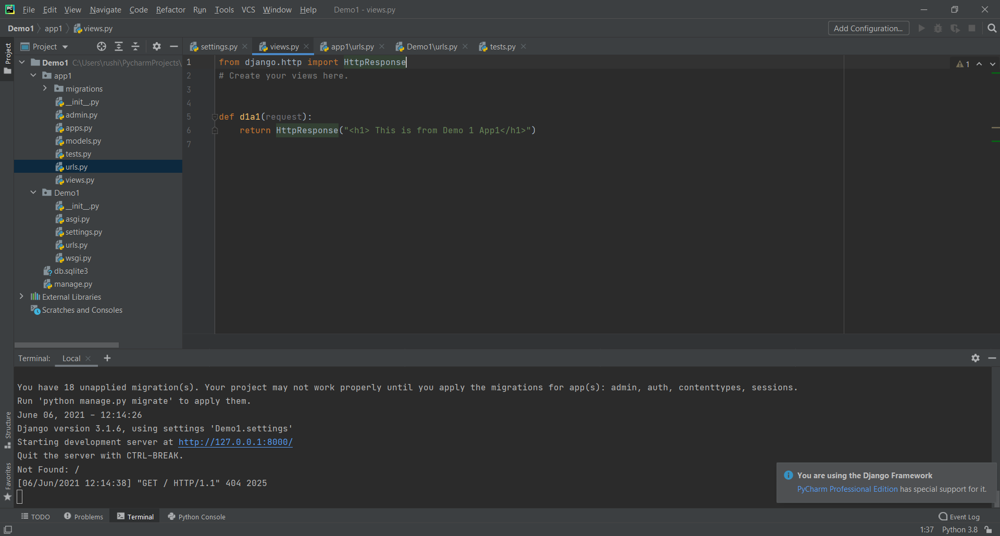 File Edit View Navigate Code Refactor Run Tools VCS Window Help Demo1 - views.py
Demo1 app1 views.py Add Configuration...
Project
Project
settings.py views.py app1\urls.py Demo1\urls.py tests.py
Demo1 C:\Users\rushi\PycharmProjects\
app1
migrations
__init__.py
admin.py
apps.py
models.py
tests.py
urls.py
views.py
Demo1
__init__.py
asgi.py
settings.py
urls.py
wsgi.py
db.sqlite3
manage.py
External Libraries
Scratches and Consoles
1 from django.http import HttpResponse
2 # Create your views here.
3
4
5 def d1a1(request):
6 return HttpResponse("<h1> This is from Demo 1 App1</h1>")
7
1
Terminal: Local
You have 18 unapplied migration(s). Your project may not work properly until you apply the migrations for app(s): admin, auth, contenttypes, sessions.
Run 'python manage.py migrate' to apply them.
June 06, 2021 - 12:14:26
Django version 3.1.6, using settings 'Demo1.settings'
Starting development server at http://127.0.0.1:8000/
Quit the server with CTRL-BREAK.
Not Found: /
[06/Jun/2021 12:14:38] "GET / HTTP/1.1" 404 2025
Structure
Favorites
You are using the Django Framework
PyCharm Professional Edition has special support for it.
TODO Problems Terminal Python Console Event Log
1:37 Python 3.8